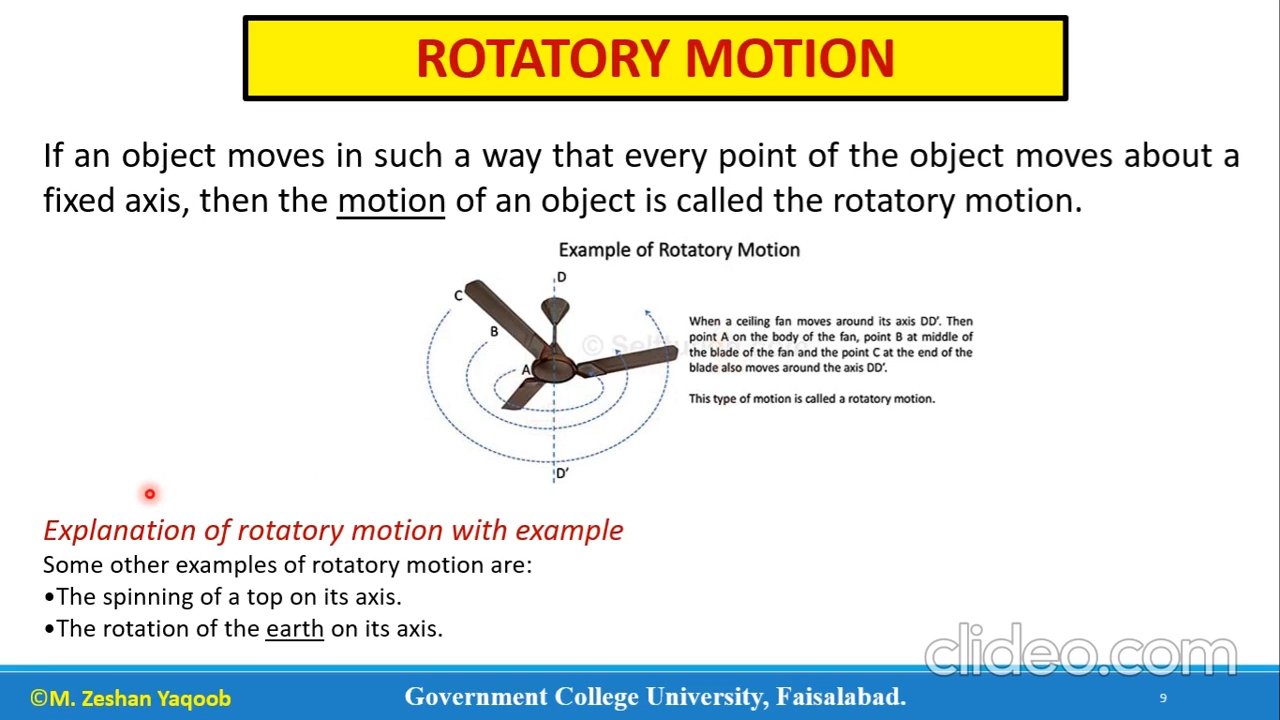 ROTATORY MOTION
If an object moves in such a way that every point of the object moves about a
fixed axis, then the motion of an object is called the rotatory motion.
Example of Rotatory Motion
D
C
B
A
D'
When a ceiling fan moves around its axis DD'. Then
point A on the body of the fan, point B at middle of
the blade of the fan and the point C at the end of the
blade also moves around the axis DD'.
This type of motion is called a rotatory motion.
Explanation of rotatory motion with example
Some other examples of rotatory motion are:
•The spinning of a top on its axis.
•The rotation of the earth on its axis.
clideo.com
©M. Zeshan Yaqoob
Government College University, Faisalabad.
9